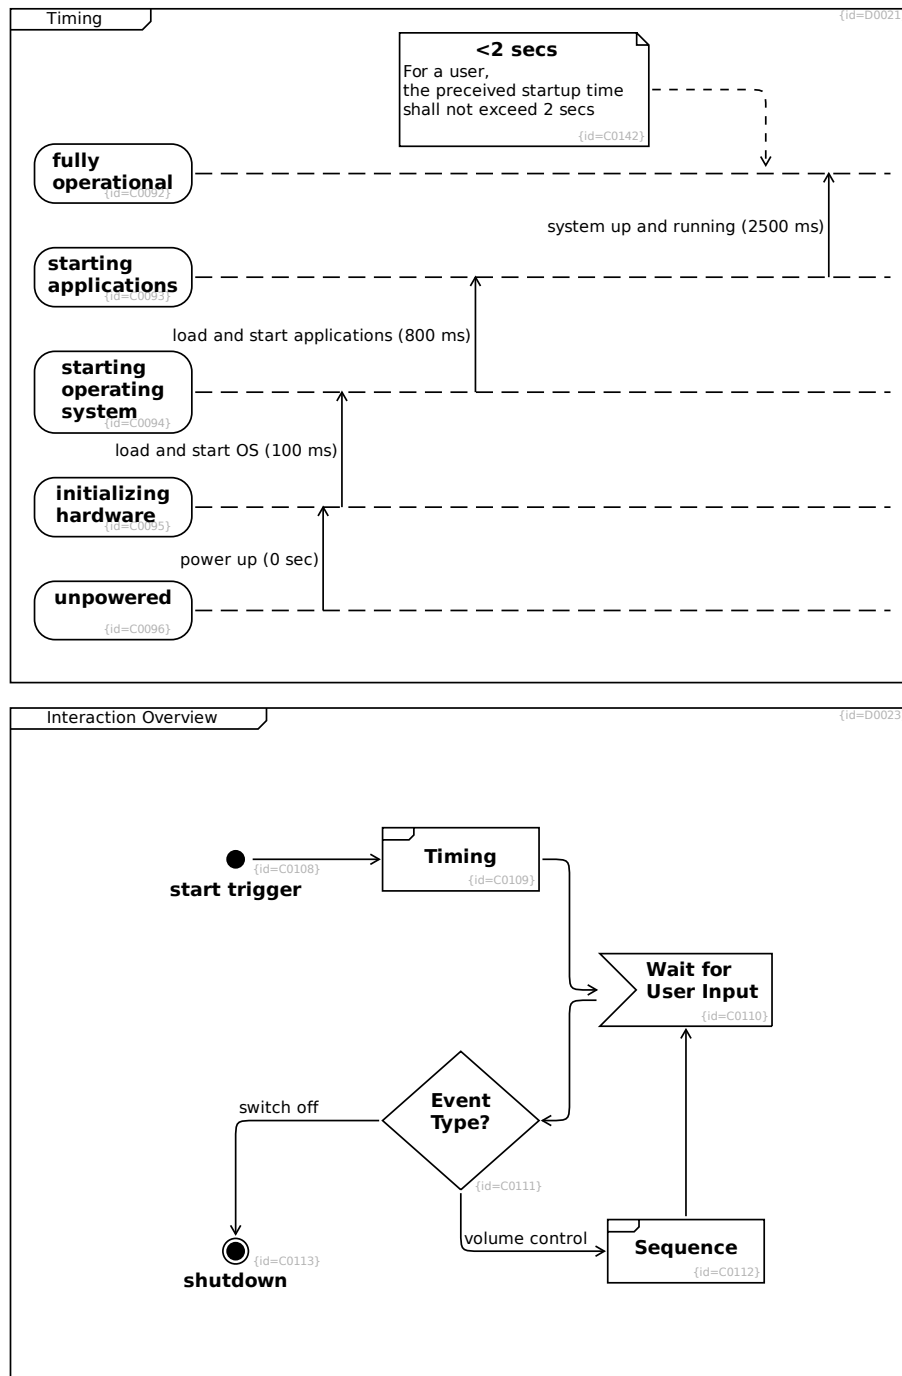 Timing
{id=D0021
<2 secs
For a user,
the preceived startup time
shall not exceed 2 secs
{id=C0142}
fully
operational
{id=C0092}
system up and running (2500 ms)
starting
applications
{id=C0093}
load and start applications (800 ms)
starting
operating
system
{id=C0094}
load and start OS (100 ms)
initializing
hardware
{id=C0095}
power up (0 sec)
unpowered
{id=C0096}
Interaction Overview
{id=D0023
start trigger
{id=C0108}
Timing
{id=C0109}
Wait for
User Input
{id=C0110}
Event
Type?
{id=C0111}
switch off
volume control
Sequence
{id=C0112}
{id=C0113}
shutdown